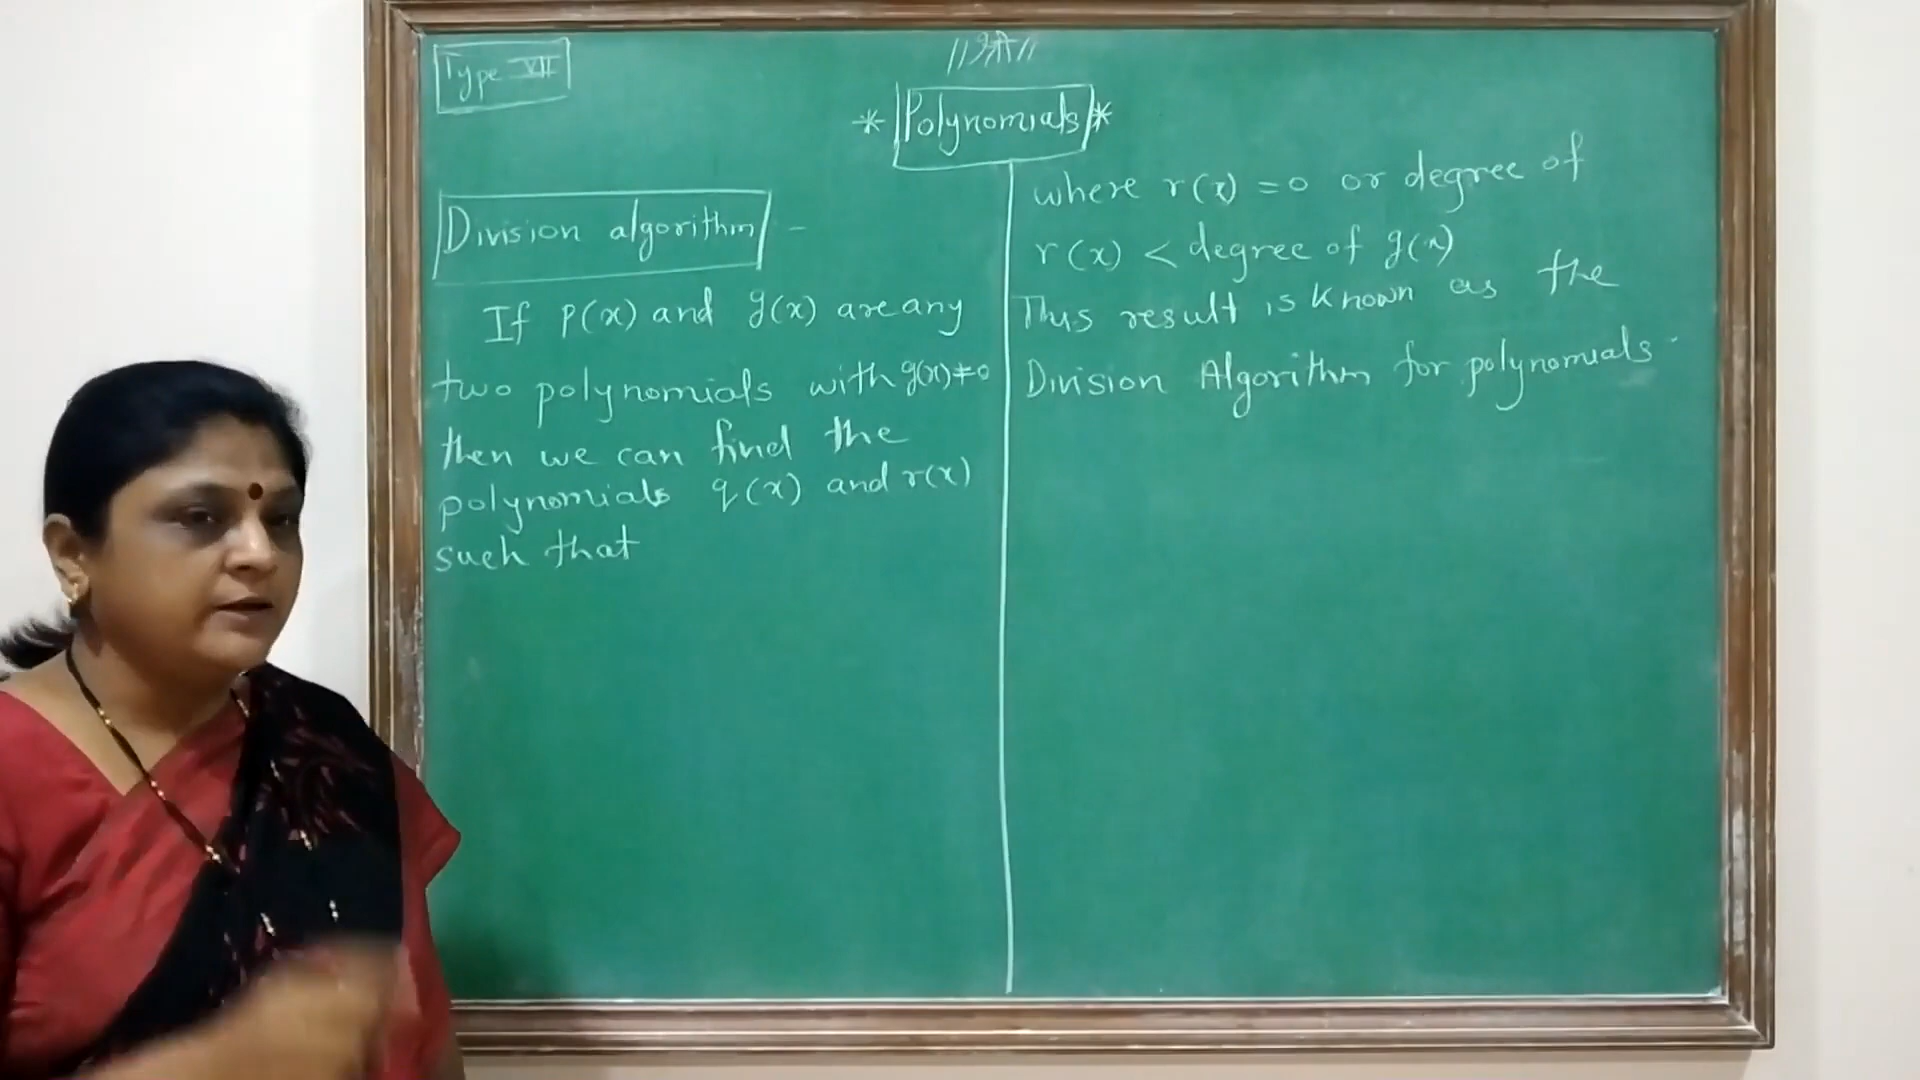 Type VII
//ॐ//
* Polynomials *
Division algorithm -
If p(x) and g(x) are any
two polynomials with g(x)≠0
then we can find the
polynomials q(x) and r(x)
such that
where r(x) = 0 or degree of
r(x) < degree of g(x)
This result is known as the
Division Algorithm for polynomials.